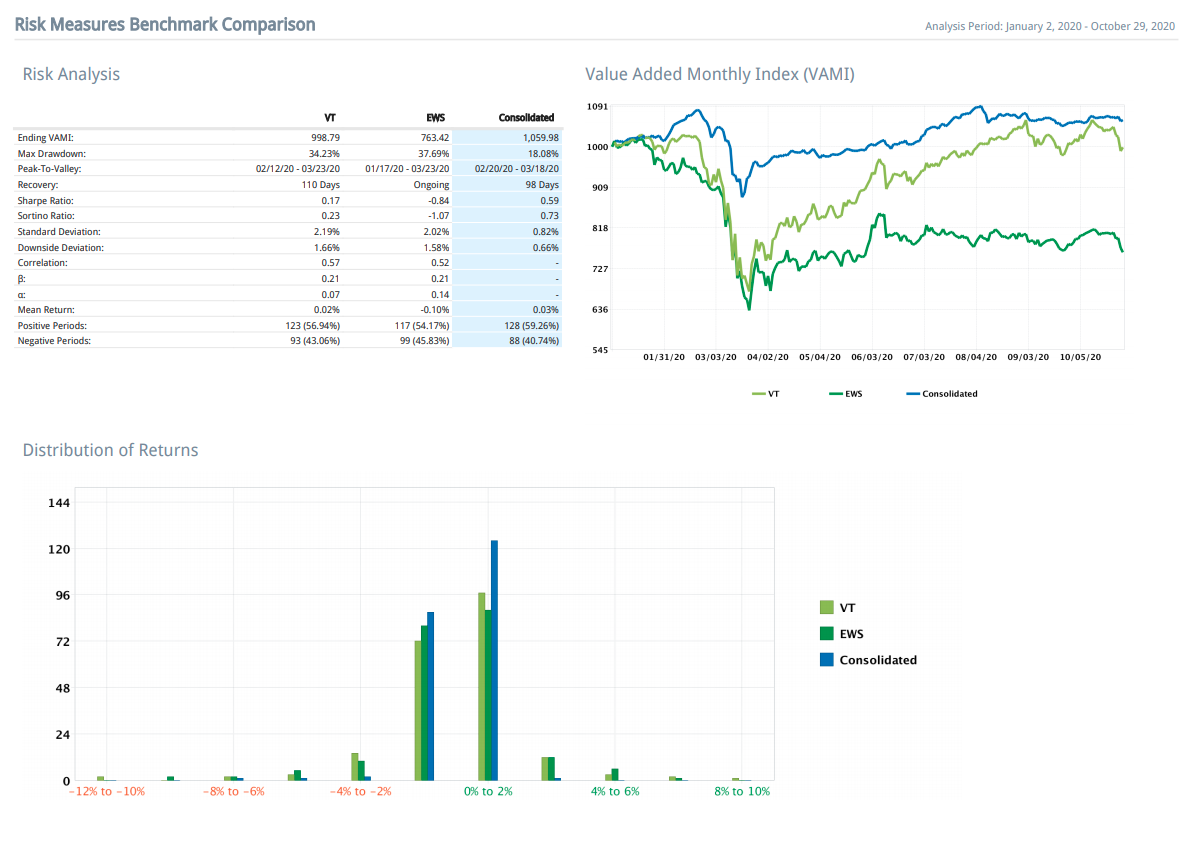 Risk Measures Benchmark Comparison
Analysis Period: January 2, 2020 - October 29, 2020
Risk Analysis
VT EWS Consolidated
Ending VAMI: 998.79 763.42 1,059.98
Max Drawdown: 34.23% 37.69% 18.08%
Peak-To-Valley: 02/12/20 - 03/23/20 01/17/20 - 03/23/20 02/20/20 - 03/18/20
Recovery: 110 Days Ongoing 98 Days
Sharpe Ratio: 0.17 -0.84 0.59
Sortino Ratio: 0.23 -1.07 0.73
Standard Deviation: 2.19% 2.02% 0.82%
Downside Deviation: 1.66% 1.58% 0.66%
Correlation: 0.57 0.52 -
β: 0.21 0.21 -
α: 0.07 0.14 -
Mean Return: 0.02% -0.10% 0.03%
Positive Periods: 123 (56.94%) 117 (54.17%) 128 (59.26%)
Negative Periods: 93 (43.06%) 99 (45.83%) 88 (40.74%)
Value Added Monthly Index (VAMI)
1091
1000
909
818
727
636
545
01/31/20 03/03/20 04/02/20 05/04/20 06/03/20 07/03/20 08/04/20 09/03/20 10/05/20
VT EWS Consolidated
Distribution of Returns
144
120
96
72
48
24
0
−12% to −10% −8% to −6% −4% to −2% 0% to 2% 4% to 6% 8% to 10%
VT
EWS
Consolidated